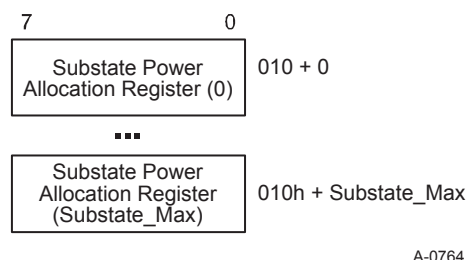 7 0
Substate Power
Allocation Register (0)
010 + 0
...
Substate Power
Allocation Register
(Substate_Max)
010h + Substate_Max
A-0764